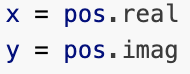 x = pos.real
y = pos.imag